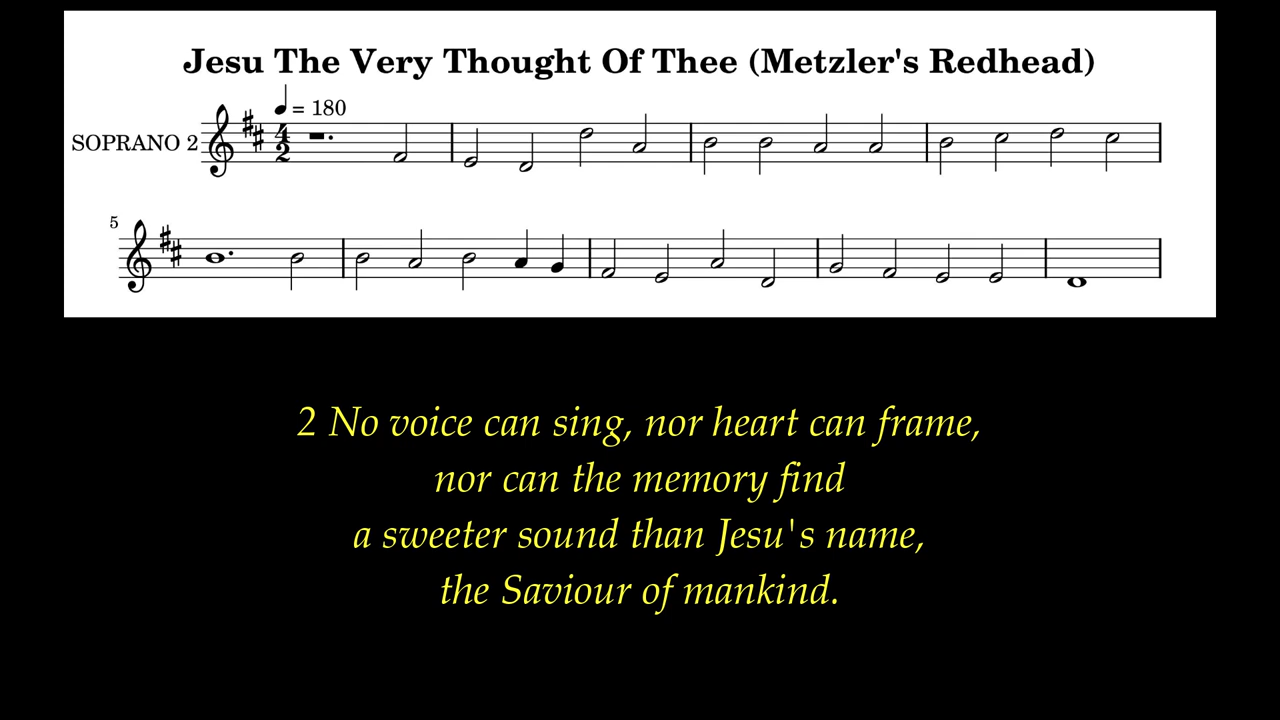 Jesu The Very Thought Of Thee (Metzler's Redhead)
= 180
SOPRANO 2
4
2
5
2 No voice can sing, nor heart can frame,
nor can the memory find
a sweeter sound than Jesu's name,
the Saviour of mankind.